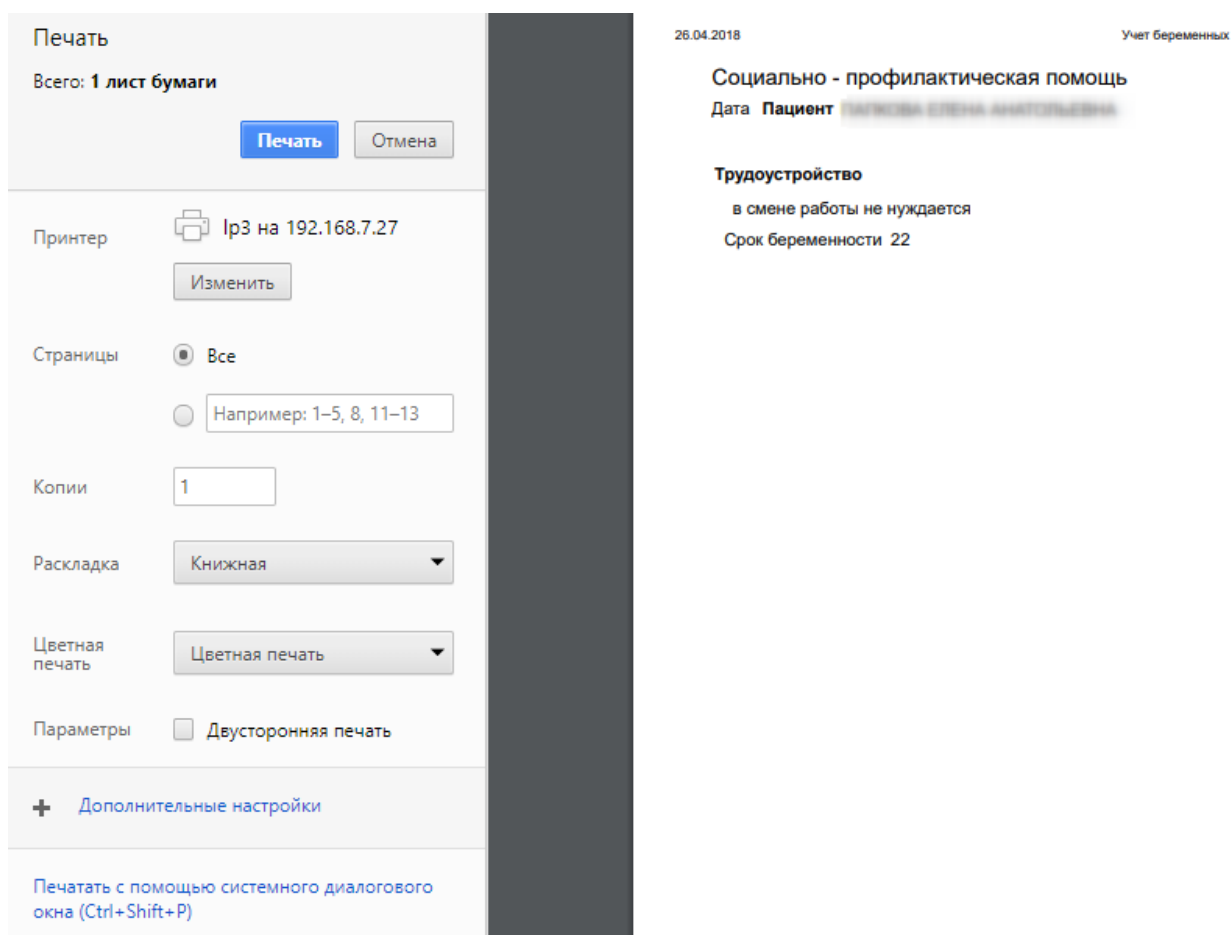 Печать
Всего: 1 лист бумаги
Печать
Отмена
Принтер
lp3 на 192.168.7.27
Изменить
Страницы
Все
Например: 1–5, 8, 11–13
Копии
1
Раскладка
Книжная
Цветная
печать
Цветная печать
Параметры
Двусторонняя печать
Дополнительные настройки
Печатать с помощью системного диалогового
окна (Ctrl+Shift+P)
26.04.2018
Учет беременных
Социально - профилактическая помощь
Дата Пациент
Трудоустройство
в смене работы не нуждается
Срок беременности 22